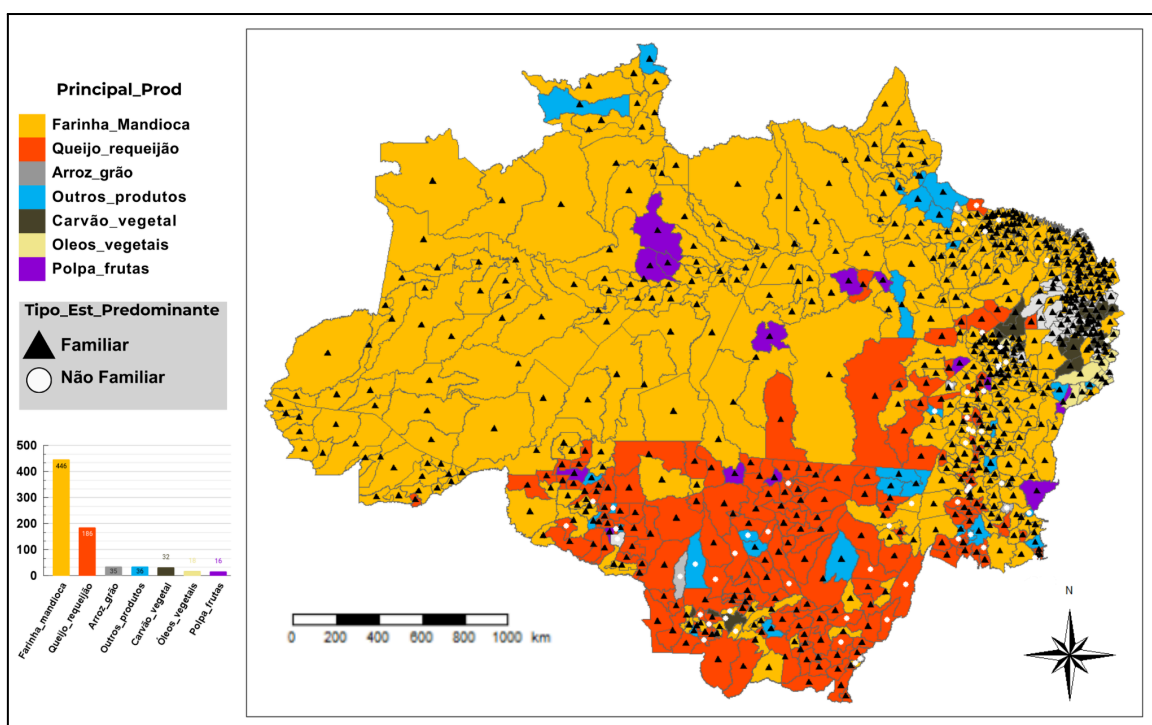 Principal_Prod
Farinha_Mandioca
Queijo_requeijão
Arroz_grão
Outros_produtos
Carvão_vegetal
Oleos_vegetais
Polpa_frutas
Tipo_Est_Predominante
Familiar
Não Familiar
500
400
300
200
100
0
446
186
35
36
32
16
Farinha_mandioca
Queijo_requeijão
Arroz_grão
Outros_produtos
Carvão_vegetal
Óleos_vegetais
Polpa_frutas
0 200 400 600 800 1000 km
N